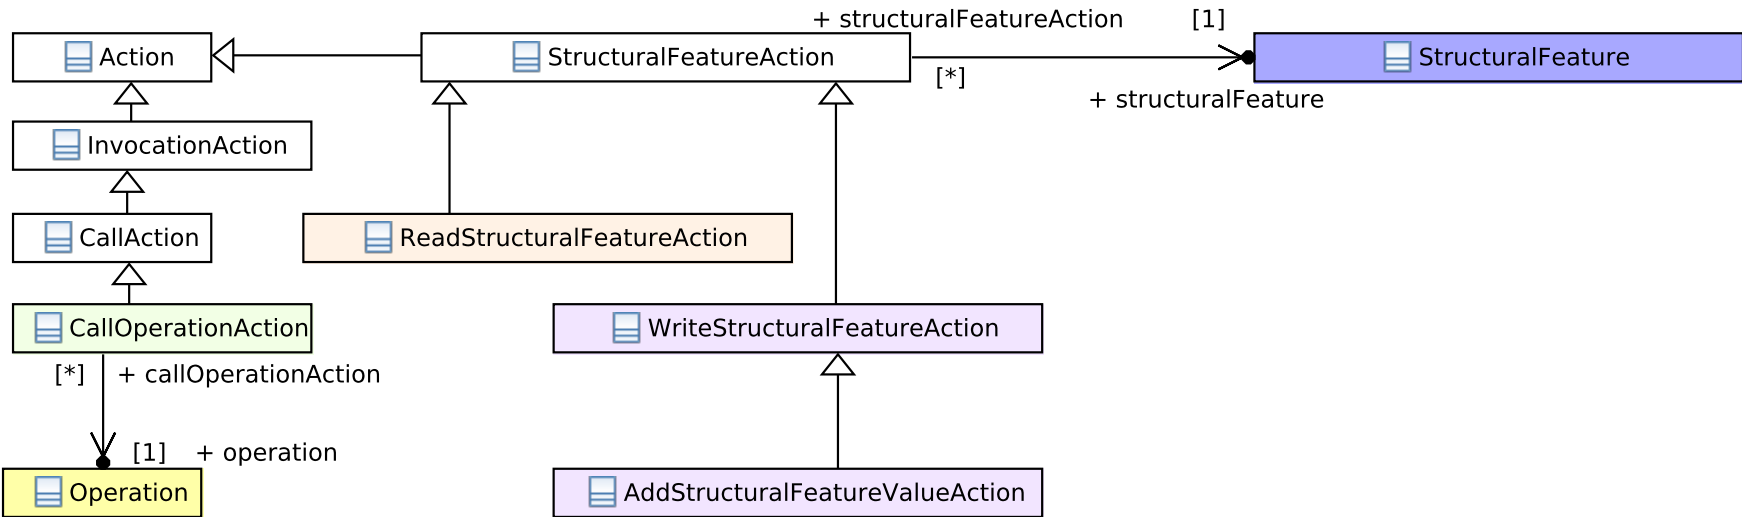 + structuralFeatureAction [1]
Action
StructuralFeatureAction
StructuralFeature
[*]
+ structuralFeature
InvocationAction
CallAction
ReadStructuralFeatureAction
CallOperationAction
WriteStructuralFeatureAction
[*] + callOperationAction
[1] + operation
Operation
AddStructuralFeatureValueAction